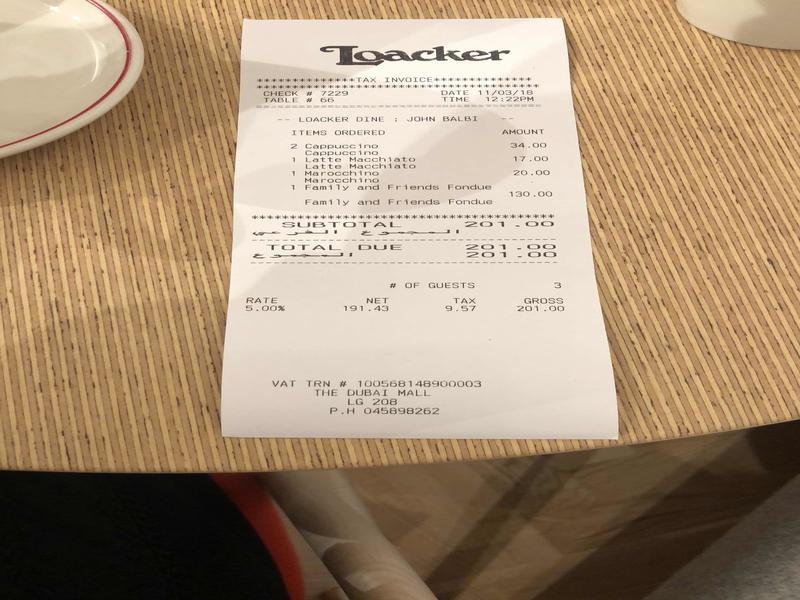 Loacker
**************TAX INVOICE**************
CHECK # 7229 DATE 11/03/18
TABLE # 66 TIME 12:22PM
-- LOACKER DINE : JOHN BALBI --
ITEMS ORDERED AMOUNT
2 Cappuccino 34.00
Cappuccino
1 Latte Macchiato 17.00
Latte Macchiato
1 Marocchino 20.00
Marocchino
1 Family and Friends Fondue
130.00
Family and Friends Fondue
SUBTOTAL 201.00
المجموع الفرعي
TOTAL DUE 201.00
المجموع 201.00
# OF GUESTS 3
RATE NET TAX GROSS
5.00% 191.43 9.57 201.00
VAT TRN # 100568148900003
THE DUBAI MALL
LG 208
P.H 045898262